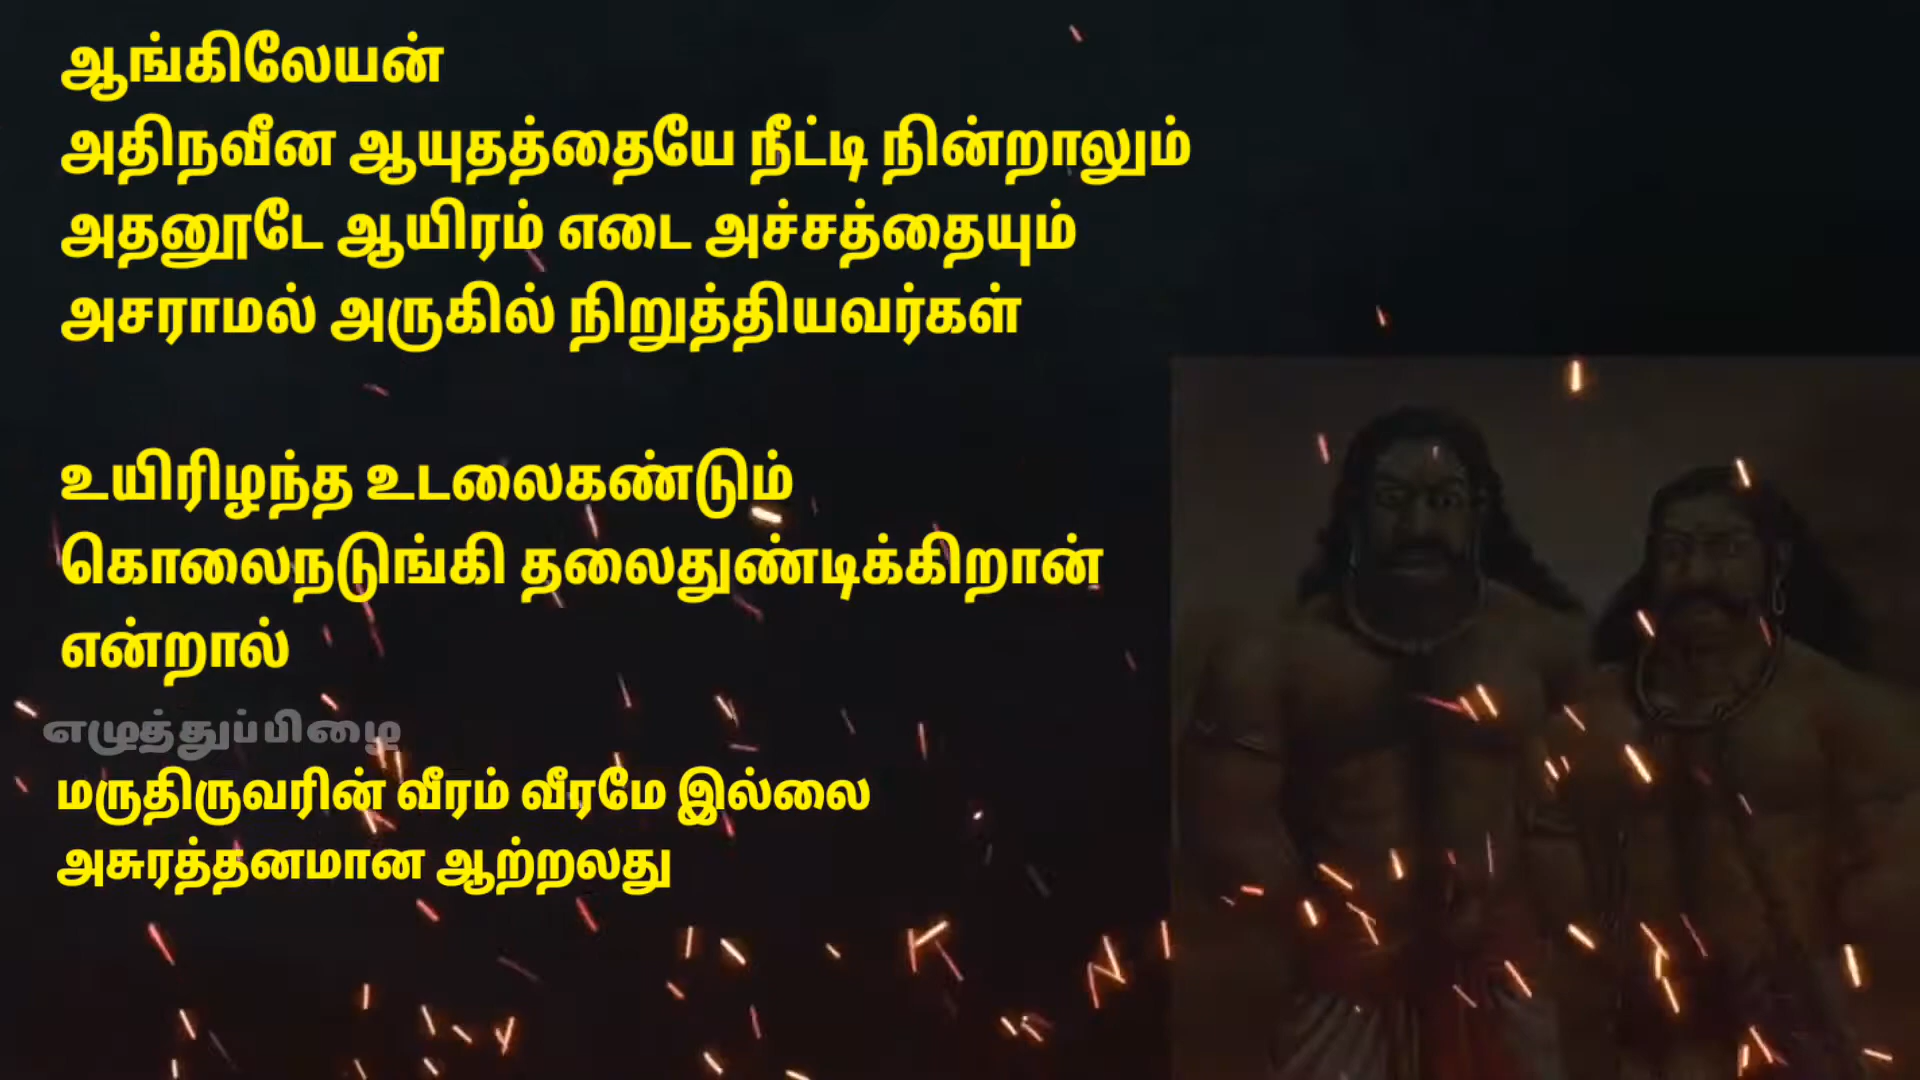 ஆங்கிலேயன்
அதிநவீன ஆயுதத்தையே நீட்டி நின்றாலும்
அதனூடே ஆயிரம் எடை அச்சத்தையும்
அசராமல் அருகில் நிறுத்தியவர்கள்
உயிரிழந்த உடலைகண்டும்
கொலைநடுங்கி தலைதுண்டிக்கிறான்
என்றால்
எழுத்துப்பிழை
மருதிருவரின் வீரம் வீரமே இல்லை
அசுரத்தனமான ஆற்றலது